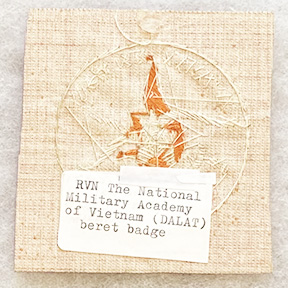 RVN The National
Military Academy
of Vietnam (DALAT)
beret badge